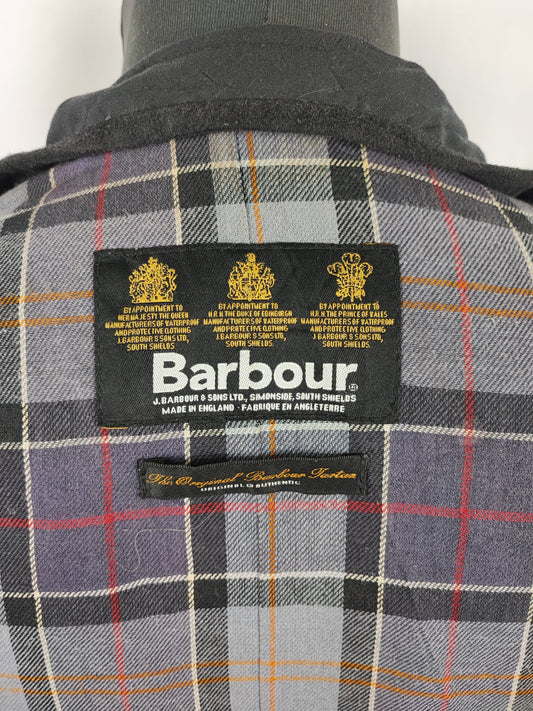 BY APPOINTMENT TO
HER MAJESTY THE QUEEN
MANUFACTURERS OF WATERPROOF
AND PROTECTIVE CLOTHING
J.BARBOUR & SONS LTD,
SOUTH SHIELDS.
BY APPOINTMENT TO
H.R.H. THE DUKE OF EDINBURGH
MANUFACTURERS OF WATERPROOF
AND PROTECTIVE CLOTHING
J.BARBOUR & SONS LTD,
SOUTH SHIELDS.
BY APPOINTMENT TO
H.R.H. THE PRINCE OF WALES
MANUFACTURERS OF WATERPROOF
AND PROTECTIVE CLOTHING
J.BARBOUR & SONS LTD,
SOUTH SHIELDS.
Barbour®
J.BARBOUR & SONS LTD., SIMONSIDE, SOUTH SHIELDS
MADE IN ENGLAND · FABRIQUE EN ANGLETERRE
The Original Barbour Tartan
ORIGINAL & AUTHENTIC